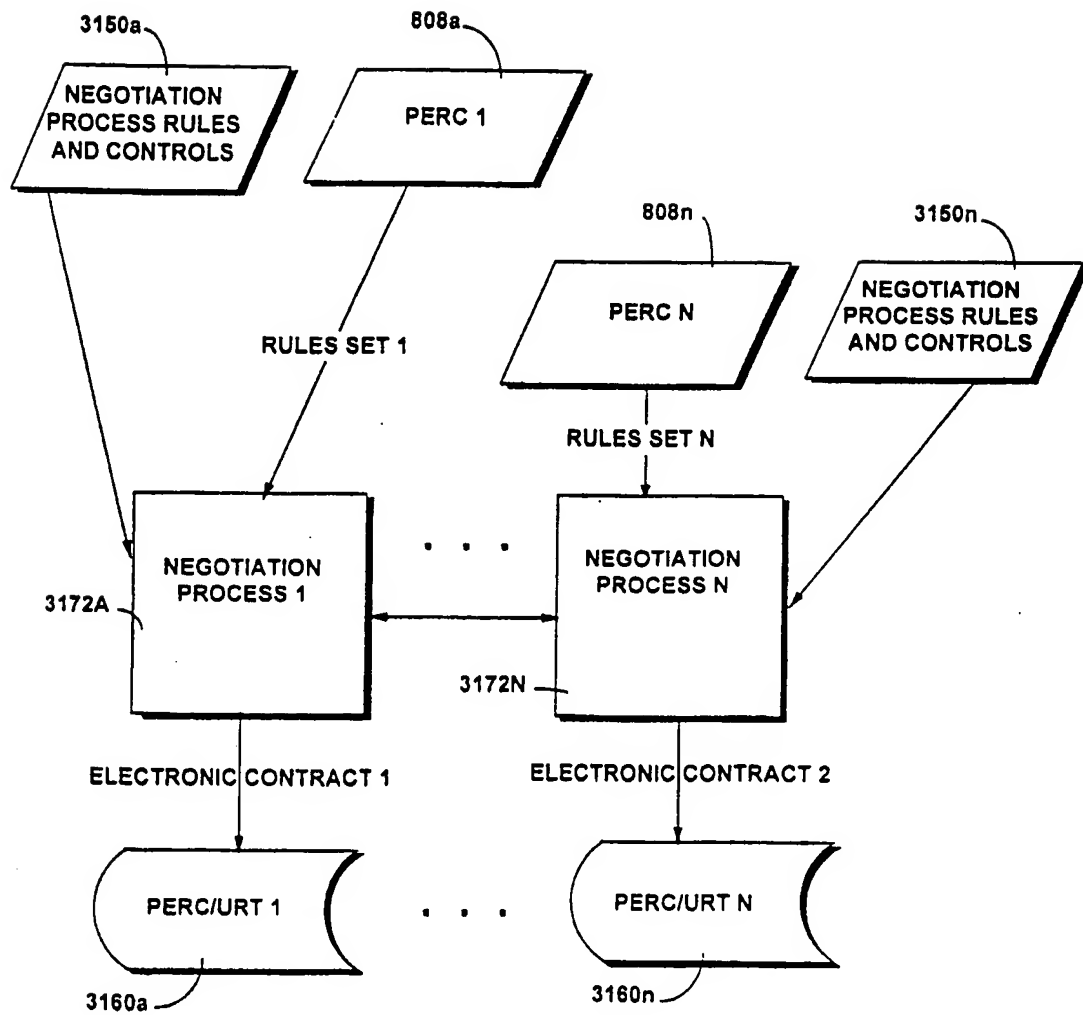 3150a
808a
NEGOTIATION
PROCESS RULES
AND CONTROLS
PERC 1
808n
3150n
PERC N
NEGOTIATION
PROCESS RULES
AND CONTROLS
RULES SET 1
RULES SET N
NEGOTIATION
PROCESS 1
. . .
NEGOTIATION
PROCESS N
3172A
3172N
ELECTRONIC CONTRACT 1
ELECTRONIC CONTRACT 2
PERC/URT 1
. . .
PERC/URT N
3160a
3160n